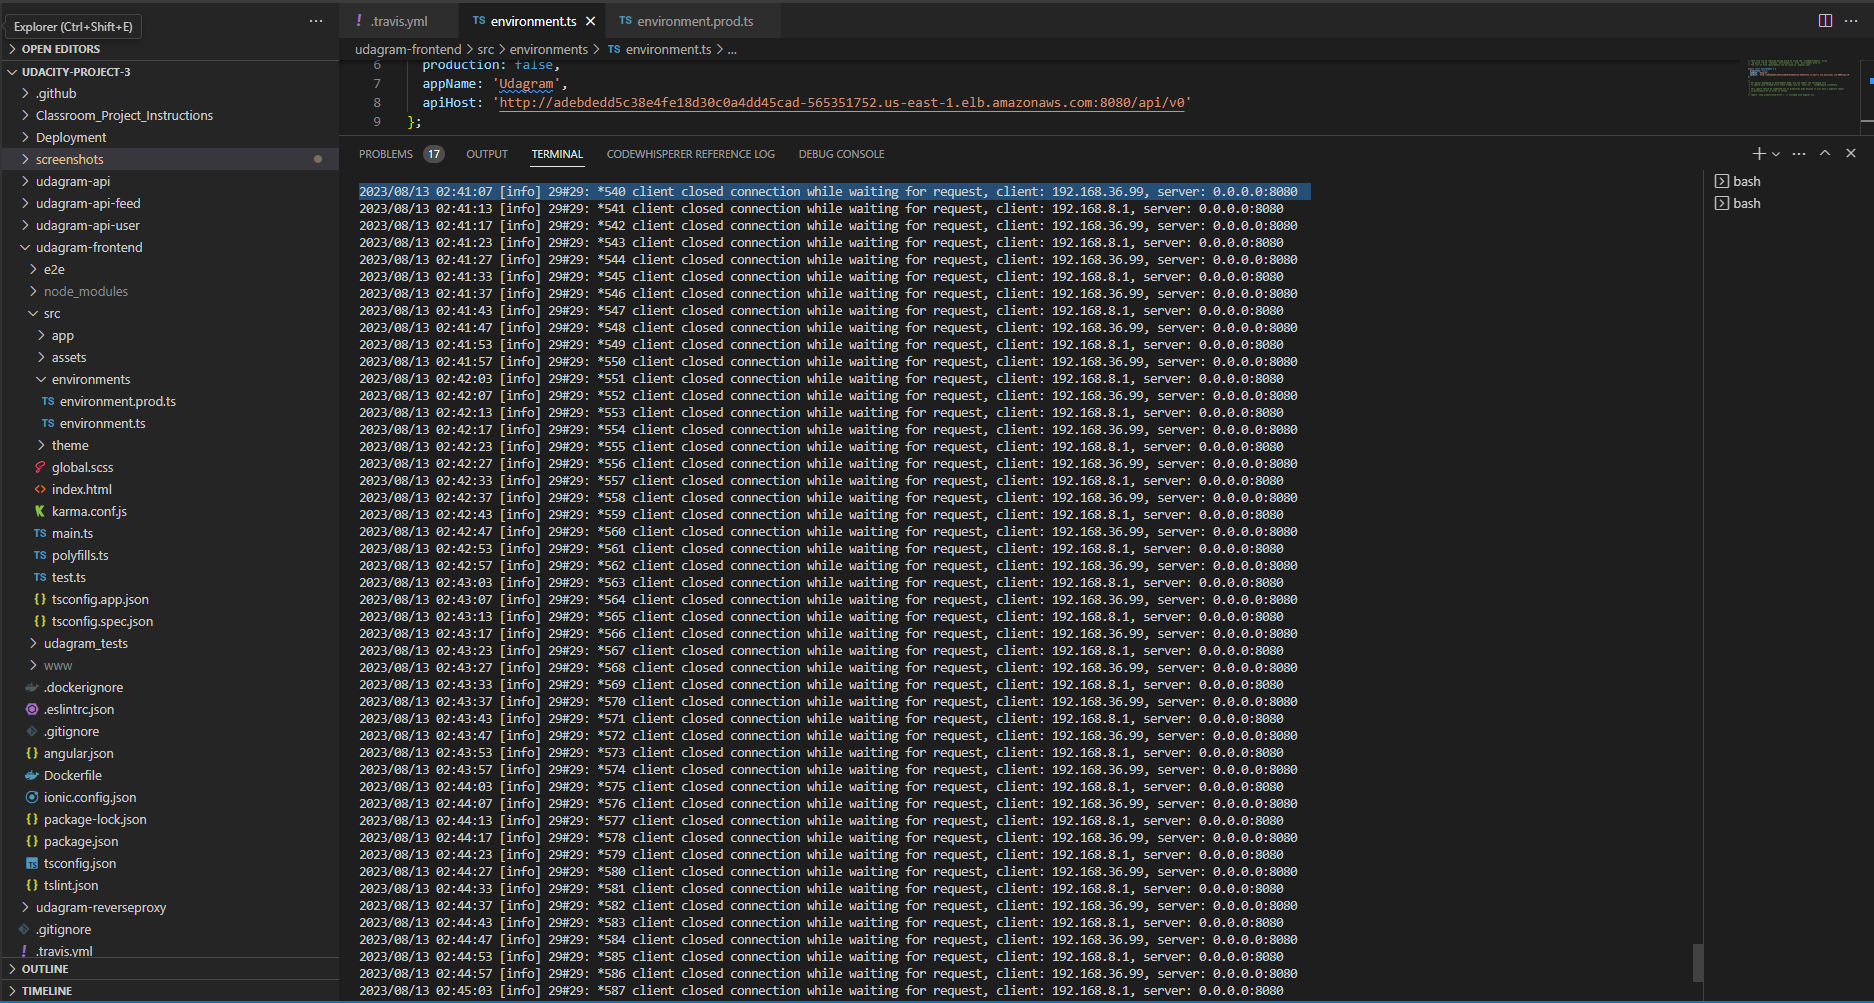 Explorer (Ctrl+Shift+E)
...
OPEN EDITORS
UDACITY-PROJECT-3
.github
Classroom_Project_Instructions
Deployment
screenshots
udagram-api
udagram-api-feed
udagram-api-user
udagram-frontend
e2e
node_modules
src
app
assets
environments
TS environment.prod.ts
TS environment.ts
theme
global.scss
<> index.html
karma.conf.js
TS main.ts
TS polyfills.ts
TS test.ts
{} tsconfig.app.json
{} tsconfig.spec.json
udagram_tests
www
.dockerignore
.eslintrc.json
.gitignore
{} angular.json
Dockerfile
ionic.config.json
{} package-lock.json
{} package.json
TS tsconfig.json
{} tslint.json
udagram-reverseproxy
.gitignore
! .travis.yml
OUTLINE
TIMELINE
! .travis.yml
TS environment.ts
TS environment.prod.ts
...
udagram-frontend > src > environments > TS environment.ts > ...
6 production: false,
7 appName: 'Udagram',
8 apiHost: 'http://adebdedd5c38e4fe18d30c0a4dd45cad-565351752.us-east-1.elb.amazonaws.com:8080/api/v0'
9 };
PROBLEMS 17 OUTPUT TERMINAL CODEWHISPERER REFERENCE LOG DEBUG CONSOLE
2023/08/13 02:41:07 [info] 29#29: *540 client closed connection while waiting for request, client: 192.168.36.99, server: 0.0.0.0:8080
2023/08/13 02:41:13 [info] 29#29: *541 client closed connection while waiting for request, client: 192.168.8.1, server: 0.0.0.0:8080
2023/08/13 02:41:17 [info] 29#29: *542 client closed connection while waiting for request, client: 192.168.36.99, server: 0.0.0.0:8080
2023/08/13 02:41:23 [info] 29#29: *543 client closed connection while waiting for request, client: 192.168.8.1, server: 0.0.0.0:8080
2023/08/13 02:41:27 [info] 29#29: *544 client closed connection while waiting for request, client: 192.168.36.99, server: 0.0.0.0:8080
2023/08/13 02:41:33 [info] 29#29: *545 client closed connection while waiting for request, client: 192.168.8.1, server: 0.0.0.0:8080
2023/08/13 02:41:37 [info] 29#29: *546 client closed connection while waiting for request, client: 192.168.36.99, server: 0.0.0.0:8080
2023/08/13 02:41:43 [info] 29#29: *547 client closed connection while waiting for request, client: 192.168.8.1, server: 0.0.0.0:8080
2023/08/13 02:41:47 [info] 29#29: *548 client closed connection while waiting for request, client: 192.168.36.99, server: 0.0.0.0:8080
2023/08/13 02:41:53 [info] 29#29: *549 client closed connection while waiting for request, client: 192.168.8.1, server: 0.0.0.0:8080
2023/08/13 02:41:57 [info] 29#29: *550 client closed connection while waiting for request, client: 192.168.36.99, server: 0.0.0.0:8080
2023/08/13 02:42:03 [info] 29#29: *551 client closed connection while waiting for request, client: 192.168.8.1, server: 0.0.0.0:8080
2023/08/13 02:42:07 [info] 29#29: *552 client closed connection while waiting for request, client: 192.168.36.99, server: 0.0.0.0:8080
2023/08/13 02:42:13 [info] 29#29: *553 client closed connection while waiting for request, client: 192.168.8.1, server: 0.0.0.0:8080
2023/08/13 02:42:17 [info] 29#29: *554 client closed connection while waiting for request, client: 192.168.36.99, server: 0.0.0.0:8080
2023/08/13 02:42:23 [info] 29#29: *555 client closed connection while waiting for request, client: 192.168.8.1, server: 0.0.0.0:8080
2023/08/13 02:42:27 [info] 29#29: *556 client closed connection while waiting for request, client: 192.168.36.99, server: 0.0.0.0:8080
2023/08/13 02:42:33 [info] 29#29: *557 client closed connection while waiting for request, client: 192.168.8.1, server: 0.0.0.0:8080
2023/08/13 02:42:37 [info] 29#29: *558 client closed connection while waiting for request, client: 192.168.36.99, server: 0.0.0.0:8080
2023/08/13 02:42:43 [info] 29#29: *559 client closed connection while waiting for request, client: 192.168.8.1, server: 0.0.0.0:8080
2023/08/13 02:42:47 [info] 29#29: *560 client closed connection while waiting for request, client: 192.168.36.99, server: 0.0.0.0:8080
2023/08/13 02:42:53 [info] 29#29: *561 client closed connection while waiting for request, client: 192.168.8.1, server: 0.0.0.0:8080
2023/08/13 02:42:57 [info] 29#29: *562 client closed connection while waiting for request, client: 192.168.36.99, server: 0.0.0.0:8080
2023/08/13 02:43:03 [info] 29#29: *563 client closed connection while waiting for request, client: 192.168.8.1, server: 0.0.0.0:8080
2023/08/13 02:43:07 [info] 29#29: *564 client closed connection while waiting for request, client: 192.168.36.99, server: 0.0.0.0:8080
2023/08/13 02:43:13 [info] 29#29: *565 client closed connection while waiting for request, client: 192.168.8.1, server: 0.0.0.0:8080
2023/08/13 02:43:17 [info] 29#29: *566 client closed connection while waiting for request, client: 192.168.36.99, server: 0.0.0.0:8080
2023/08/13 02:43:23 [info] 29#29: *567 client closed connection while waiting for request, client: 192.168.8.1, server: 0.0.0.0:8080
2023/08/13 02:43:27 [info] 29#29: *568 client closed connection while waiting for request, client: 192.168.36.99, server: 0.0.0.0:8080
2023/08/13 02:43:33 [info] 29#29: *569 client closed connection while waiting for request, client: 192.168.8.1, server: 0.0.0.0:8080
2023/08/13 02:43:37 [info] 29#29: *570 client closed connection while waiting for request, client: 192.168.36.99, server: 0.0.0.0:8080
2023/08/13 02:43:43 [info] 29#29: *571 client closed connection while waiting for request, client: 192.168.8.1, server: 0.0.0.0:8080
2023/08/13 02:43:47 [info] 29#29: *572 client closed connection while waiting for request, client: 192.168.36.99, server: 0.0.0.0:8080
2023/08/13 02:43:53 [info] 29#29: *573 client closed connection while waiting for request, client: 192.168.8.1, server: 0.0.0.0:8080
2023/08/13 02:43:57 [info] 29#29: *574 client closed connection while waiting for request, client: 192.168.36.99, server: 0.0.0.0:8080
2023/08/13 02:44:03 [info] 29#29: *575 client closed connection while waiting for request, client: 192.168.8.1, server: 0.0.0.0:8080
2023/08/13 02:44:07 [info] 29#29: *576 client closed connection while waiting for request, client: 192.168.36.99, server: 0.0.0.0:8080
2023/08/13 02:44:13 [info] 29#29: *577 client closed connection while waiting for request, client: 192.168.8.1, server: 0.0.0.0:8080
2023/08/13 02:44:17 [info] 29#29: *578 client closed connection while waiting for request, client: 192.168.36.99, server: 0.0.0.0:8080
2023/08/13 02:44:23 [info] 29#29: *579 client closed connection while waiting for request, client: 192.168.8.1, server: 0.0.0.0:8080
2023/08/13 02:44:27 [info] 29#29: *580 client closed connection while waiting for request, client: 192.168.36.99, server: 0.0.0.0:8080
2023/08/13 02:44:33 [info] 29#29: *581 client closed connection while waiting for request, client: 192.168.8.1, server: 0.0.0.0:8080
2023/08/13 02:44:37 [info] 29#29: *582 client closed connection while waiting for request, client: 192.168.36.99, server: 0.0.0.0:8080
2023/08/13 02:44:43 [info] 29#29: *583 client closed connection while waiting for request, client: 192.168.8.1, server: 0.0.0.0:8080
2023/08/13 02:44:47 [info] 29#29: *584 client closed connection while waiting for request, client: 192.168.36.99, server: 0.0.0.0:8080
2023/08/13 02:44:53 [info] 29#29: *585 client closed connection while waiting for request, client: 192.168.8.1, server: 0.0.0.0:8080
2023/08/13 02:44:57 [info] 29#29: *586 client closed connection while waiting for request, client: 192.168.36.99, server: 0.0.0.0:8080
2023/08/13 02:45:03 [info] 29#29: *587 client closed connection while waiting for request, client: 192.168.8.1, server: 0.0.0.0:8080
bash
bash